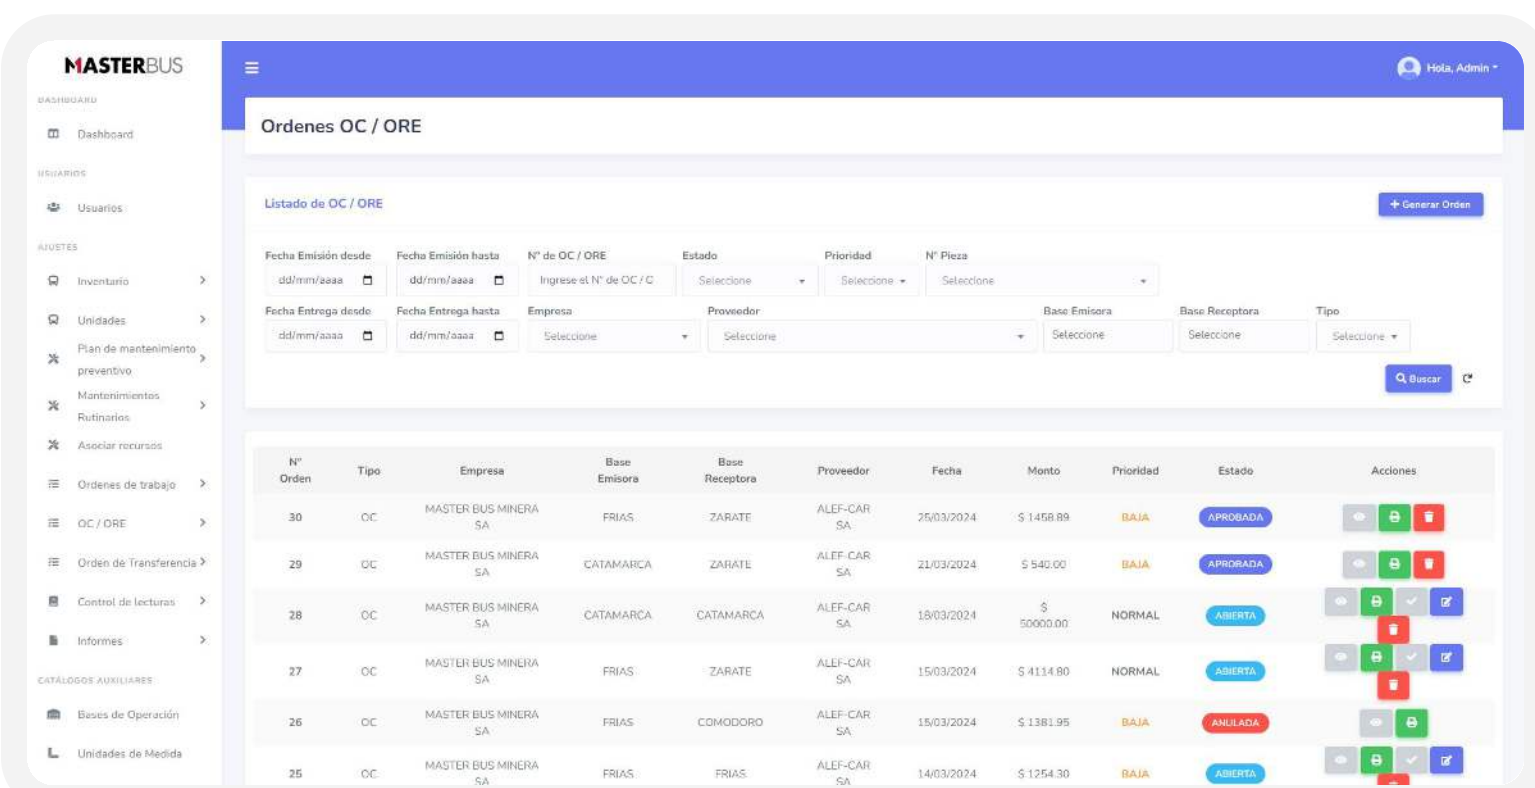 MASTERBUS
Hola, Admin
DASHBOARD
Dashboard
USUARIOS
Usuarios
AJUSTES
Inventario
Unidades
Plan de mantenimiento
preventivo
Mantenimientos
Rutinarios
Asociar recursos
Ordenes de trabajo
OC / ORE
Orden de Transferencia
Control de lecturas
Informes
CATÁLOGOS AUXILIARES
Bases de Operación
Unidades de Medida
Ordenes OC / ORE
Listado de OC / ORE
+ Generar Orden
Fecha Emisión desde Fecha Emisión hasta N° de OC / ORE Estado Prioridad N° Pieza
dd/mm/aaaa dd/mm/aaaa Ingrese el N° de OC / O Seleccione Seleccione Seleccione
Fecha Entrega desde Fecha Entrega hasta Empresa Proveedor Base Emisora Base Receptora Tipo
dd/mm/aaaa dd/mm/aaaa Seleccione Seleccione Seleccione Seleccione Seleccione
Buscar
N° Orden Tipo Empresa Base Emisora Base Receptora Proveedor Fecha Monto Prioridad Estado Acciones
30 OC MASTER BUS MINERA SA FRIAS ZARATE ALEF-CAR SA 25/03/2024 $ 1458.89 BAJA APROBADA
29 OC MASTER BUS MINERA SA CATAMARCA ZARATE ALEF-CAR SA 21/03/2024 $ 540.00 BAJA APROBADA
28 OC MASTER BUS MINERA SA CATAMARCA CATAMARCA ALEF-CAR SA 18/03/2024 $ 50000.00 NORMAL ABIERTA
27 OC MASTER BUS MINERA SA FRIAS ZARATE ALEF-CAR SA 15/03/2024 $ 4114.80 NORMAL ABIERTA
26 OC MASTER BUS MINERA SA FRIAS COMODORO ALEF-CAR SA 15/03/2024 $ 1381.95 BAJA ANULADA
25 OC MASTER BUS MINERA SA FRIAS FRIAS ALEF-CAR SA 14/03/2024 $ 1254.30 BAJA ABIERTA